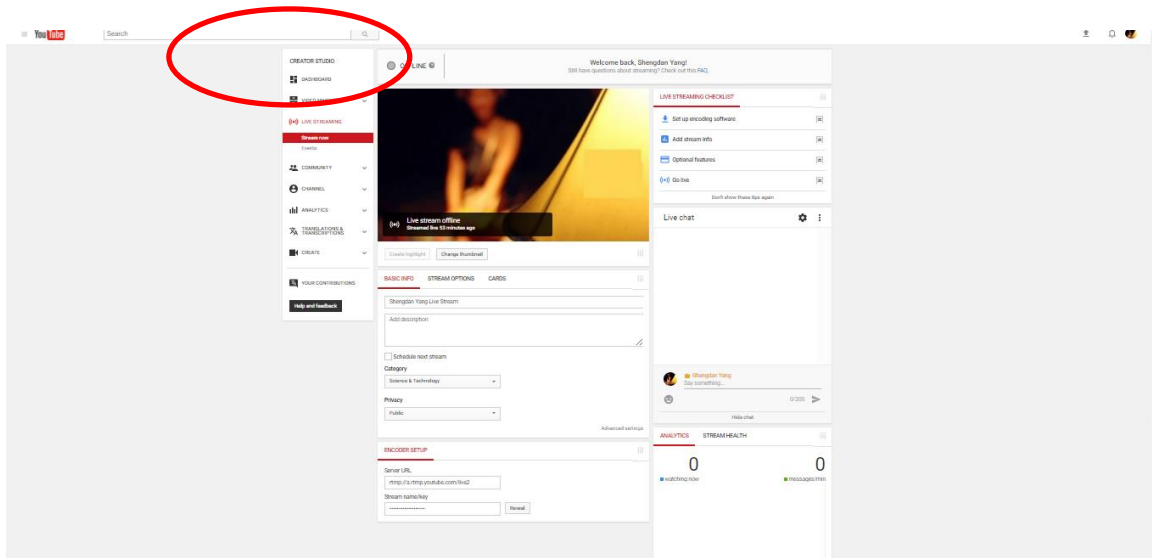 YouTube
Search
CREATOR STUDIO
DASHBOARD
LIVE STREAMING
Stream now
Events
COMMUNITY
CHANNEL
ANALYTICS
TRANSLATIONS &
TRANSCRIPTIONS
CREATE
YOUR CONTRIBUTIONS
Help and feedback
OFFLINE
Welcome back, Shengdan Yang!
Still have questions about streaming? Check out this FAQ.
Live stream offline
Streamed live 53 minutes ago
Create highlight
Change thumbnail
BASIC INFO STREAM OPTIONS CARDS
Shengdan Yang Live Stream
Add description
Schedule next stream
Category
Science & Technology
Privacy
Public
Advanced settings
ENCODER SETUP
Server URL
rtmp://a.rtmp.youtube.com/live2
Stream name/key
••••••••••••••••••
Reveal
LIVE STREAMING CHECKLIST
Set up encoding software
Add stream info
Optional features
Go live
Don't show these tips again
Live chat
Shengdan Yang
Say something...
0/200
Hide chat
ANALYTICS STREAM HEALTH
0 0
watching now messages/min